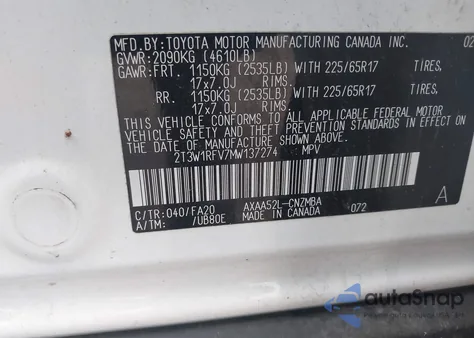 MFD.BY:TOYOTA MOTOR MANUFACTURING CANADA INC. 02
GVWR:2090KG (4610LB)
GAWR:FRT. 1150KG (2535LB) WITH 225/65R17 TIRES.
17x7.0J RIMS.
RR. 1150KG (2535LB) WITH 225/65R17 TIRES.
17x7.0J RIMS.
THIS VEHICLE CONFORMS TO ALL APPLICABLE FEDERAL MOTOR
VEHICLE SAFETY STANDARDS IN EFFECT ON THE DATE OF
MANUFACTURE SHOWN ABOVE.
2T3W1RFV7MW137274 MPV
C/TR:040/FA20 AXAA52L-CNZMBA A
A/TM: /UB80E MADE IN CANADA 072
autoSnap